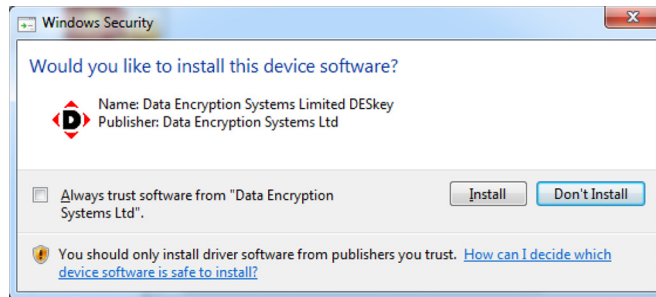 Windows Security
Would you like to install this device software?
D
Name: Data Encryption Systems Limited DESkey
Publisher: Data Encryption Systems Ltd
Always trust software from "Data Encryption
Systems Ltd".
Install
Don't Install
You should only install driver software from publishers you trust. How can I decide which
device software is safe to install?